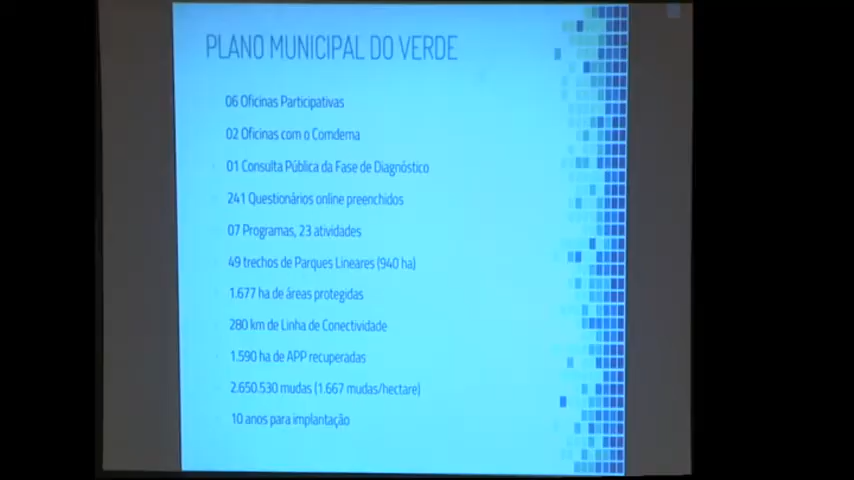 PLANO MUNICIPAL DO VERDE
06 Oficinas Participativas
02 Oficinas com o Comdema
01 Consulta Pública da Fase de Diagnóstico
241 Questionários online preenchidos
07 Programas, 23 atividades
49 trechos de Parques Lineares (940 ha)
1.677 ha de áreas protegidas
280 km de Linha de Conectividade
1.590 ha de APP recuperadas
2.650.530 mudas (1.667 mudas/hectare)
10 anos para implantação